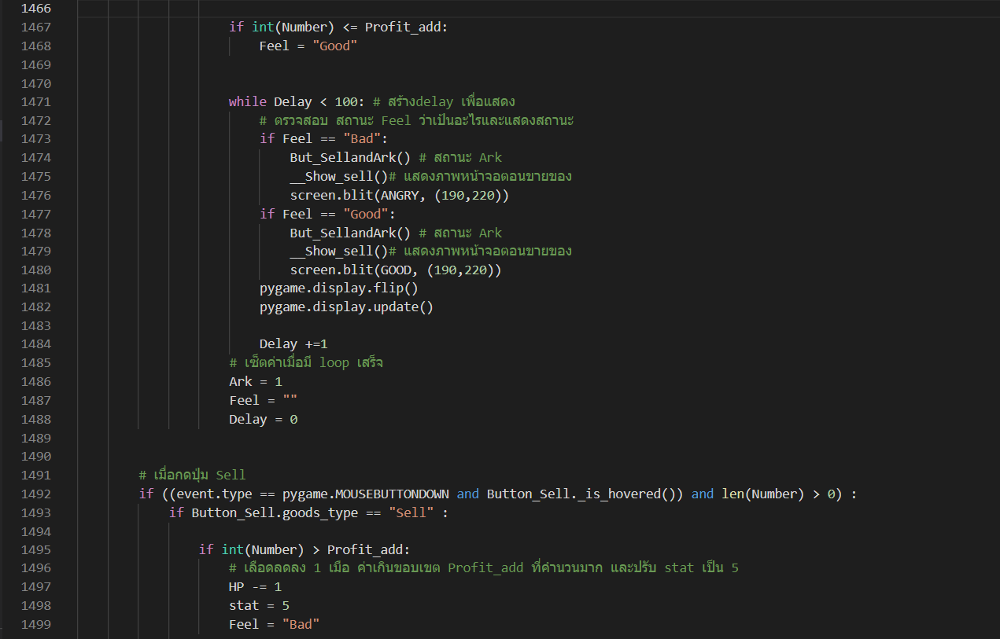 1466
1467 if int(Number) <= Profit_add:
1468 Feel = "Good"
1469
1470
1471 while Delay < 100: # สร้างdelay เพื่อแสดง
1472 # ตรวจสอบ สถานะ Feel ว่าเป็นอะไรและแสดงสถานะ
1473 if Feel == "Bad":
1474 But_SellandArk() # สถานะ Ark
1475 __Show_sell()# แสดงภาพหน้าจอตอนขายของ
1476 screen.blit(ANGRY, (190,220))
1477 if Feel == "Good":
1478 But_SellandArk() # สถานะ Ark
1479 __Show_sell()# แสดงภาพหน้าจอตอนขายของ
1480 screen.blit(GOOD, (190,220))
1481 pygame.display.flip()
1482 pygame.display.update()
1483
1484 Delay +=1
1485 # เซ็ตค่าเมื่อมี loop เสร็จ
1486 Ark = 1
1487 Feel = ""
1488 Delay = 0
1489
1490
1491 # เมื่อกดปุ่ม Sell
1492 if ((event.type == pygame.MOUSEBUTTONDOWN and Button_Sell._is_hovered()) and len(Number) > 0) :
1493 if Button_Sell.goods_type == "Sell" :
1494
1495 if int(Number) > Profit_add:
1496 # เลือดลดลง 1 เมือ ค่าเกินขอบเขต Profit_add ที่คำนวนมาก และปรับ stat เป็น 5
1497 HP -= 1
1498 stat = 5
1499 Feel = "Bad"